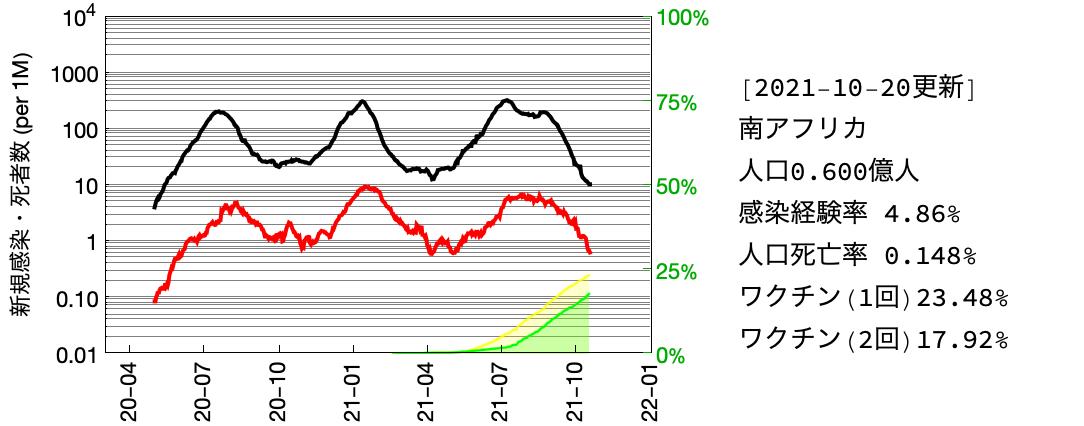 新規感染・死者数 (per 1M)
10^4
1000
100
10
1
0.10
0.01
100%
75%
50%
25%
0%
20-04
20-07
20-10
21-01
21-04
21-07
21-10
22-01
[2021-10-20更新]
南アフリカ
人口0.600億人
感染経験率 4.86%
人口死亡率 0.148%
ワクチン(1回)23.48%
ワクチン(2回)17.92%